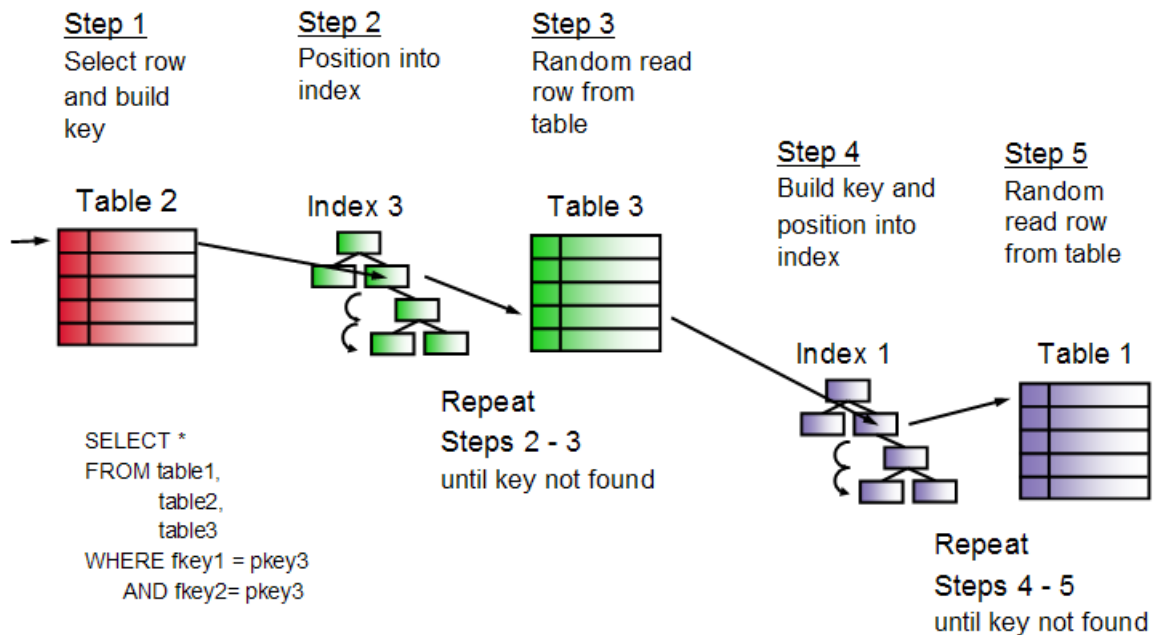 Step 1
Select row
and build
key
Step 2
Position into
index
Step 3
Random read
row from
table
Step 4
Build key and
position into
index
Step 5
Random
read row
from table
Table 2
Index 3
Table 3
Index 1
Table 1
Repeat
Steps 2 - 3
until key not found
SELECT *
FROM table1,
table2,
table3
WHERE fkey1 = pkey3
AND fkey2= pkey3
Repeat
Steps 4 - 5
until key not found